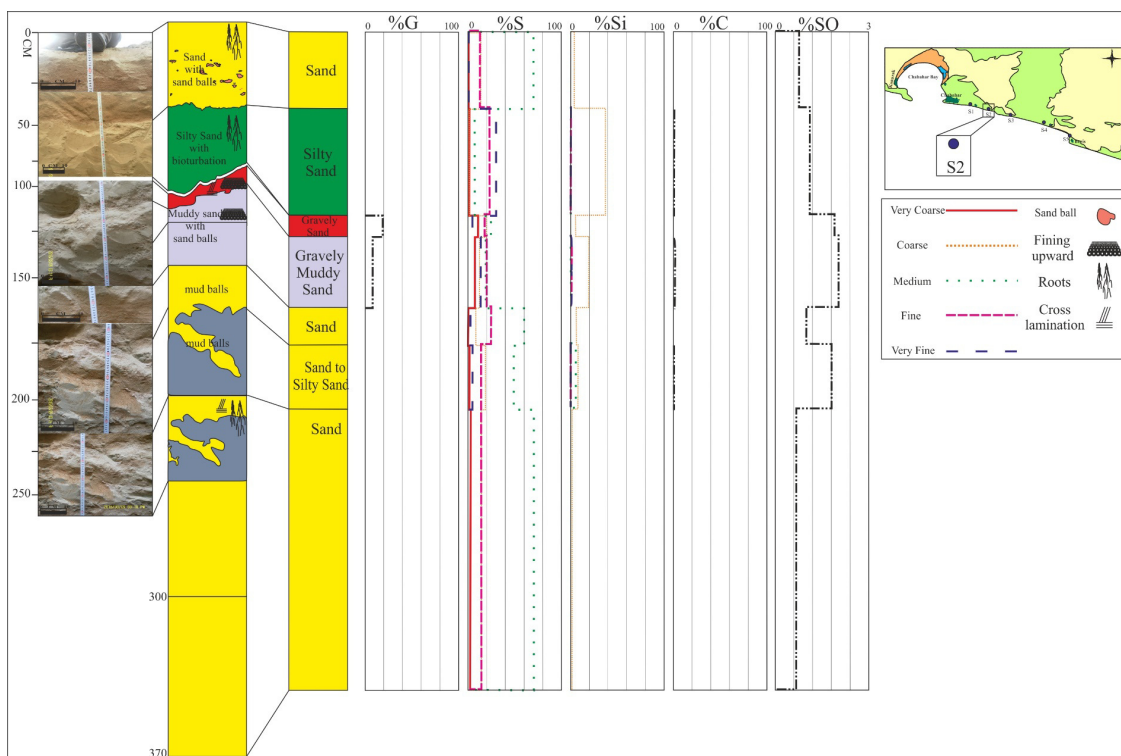 0 %G 100
0 %S 100
0 %Si 100
0 %C 100
0 %SO 3
0
CM
50
100
150
200
250
300
370
Sand
with
sand balls
Silty Sand
with
bioturbation
Muddy sand
with
sand balls
mud balls
mud balls
Sand
Silty
Sand
Gravely
Sand
Gravely
Muddy
Sand
Sand
Sand to
Silty Sand
Sand
Chabahar Bay
Chabahar
S1
S2
S3
S4
S2
Very Coarse
Sand ball
Coarse
Fining
upward
Medium
Roots
Fine
Cross
lamination
Very Fine